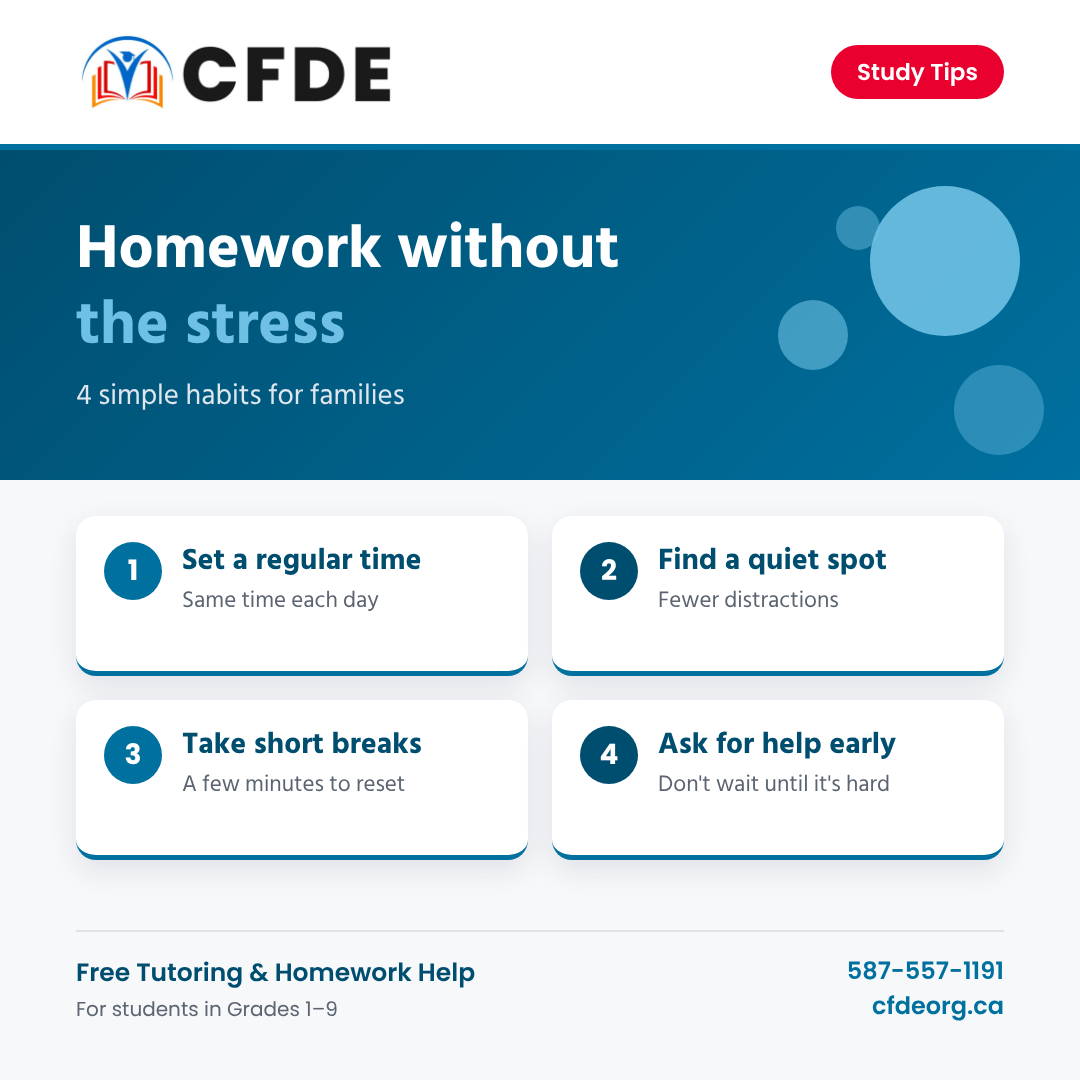 CFDE
Study Tips
Homework without
the stress
4 simple habits for families
1
Set a regular time
Same time each day
2
Find a quiet spot
Fewer distractions
3
Take short breaks
A few minutes to reset
4
Ask for help early
Don't wait until it's hard
Free Tutoring & Homework Help
For students in Grades 1–9
587-557-1191
cfdeorg.ca